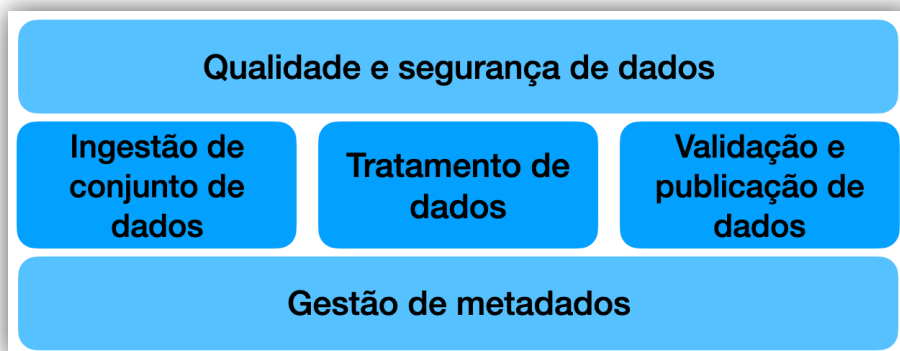 Qualidade e segurança de dados
Ingestão de
conjunto de
dados
Tratamento de
dados
Validação e
publicação de
dados
Gestão de metadados